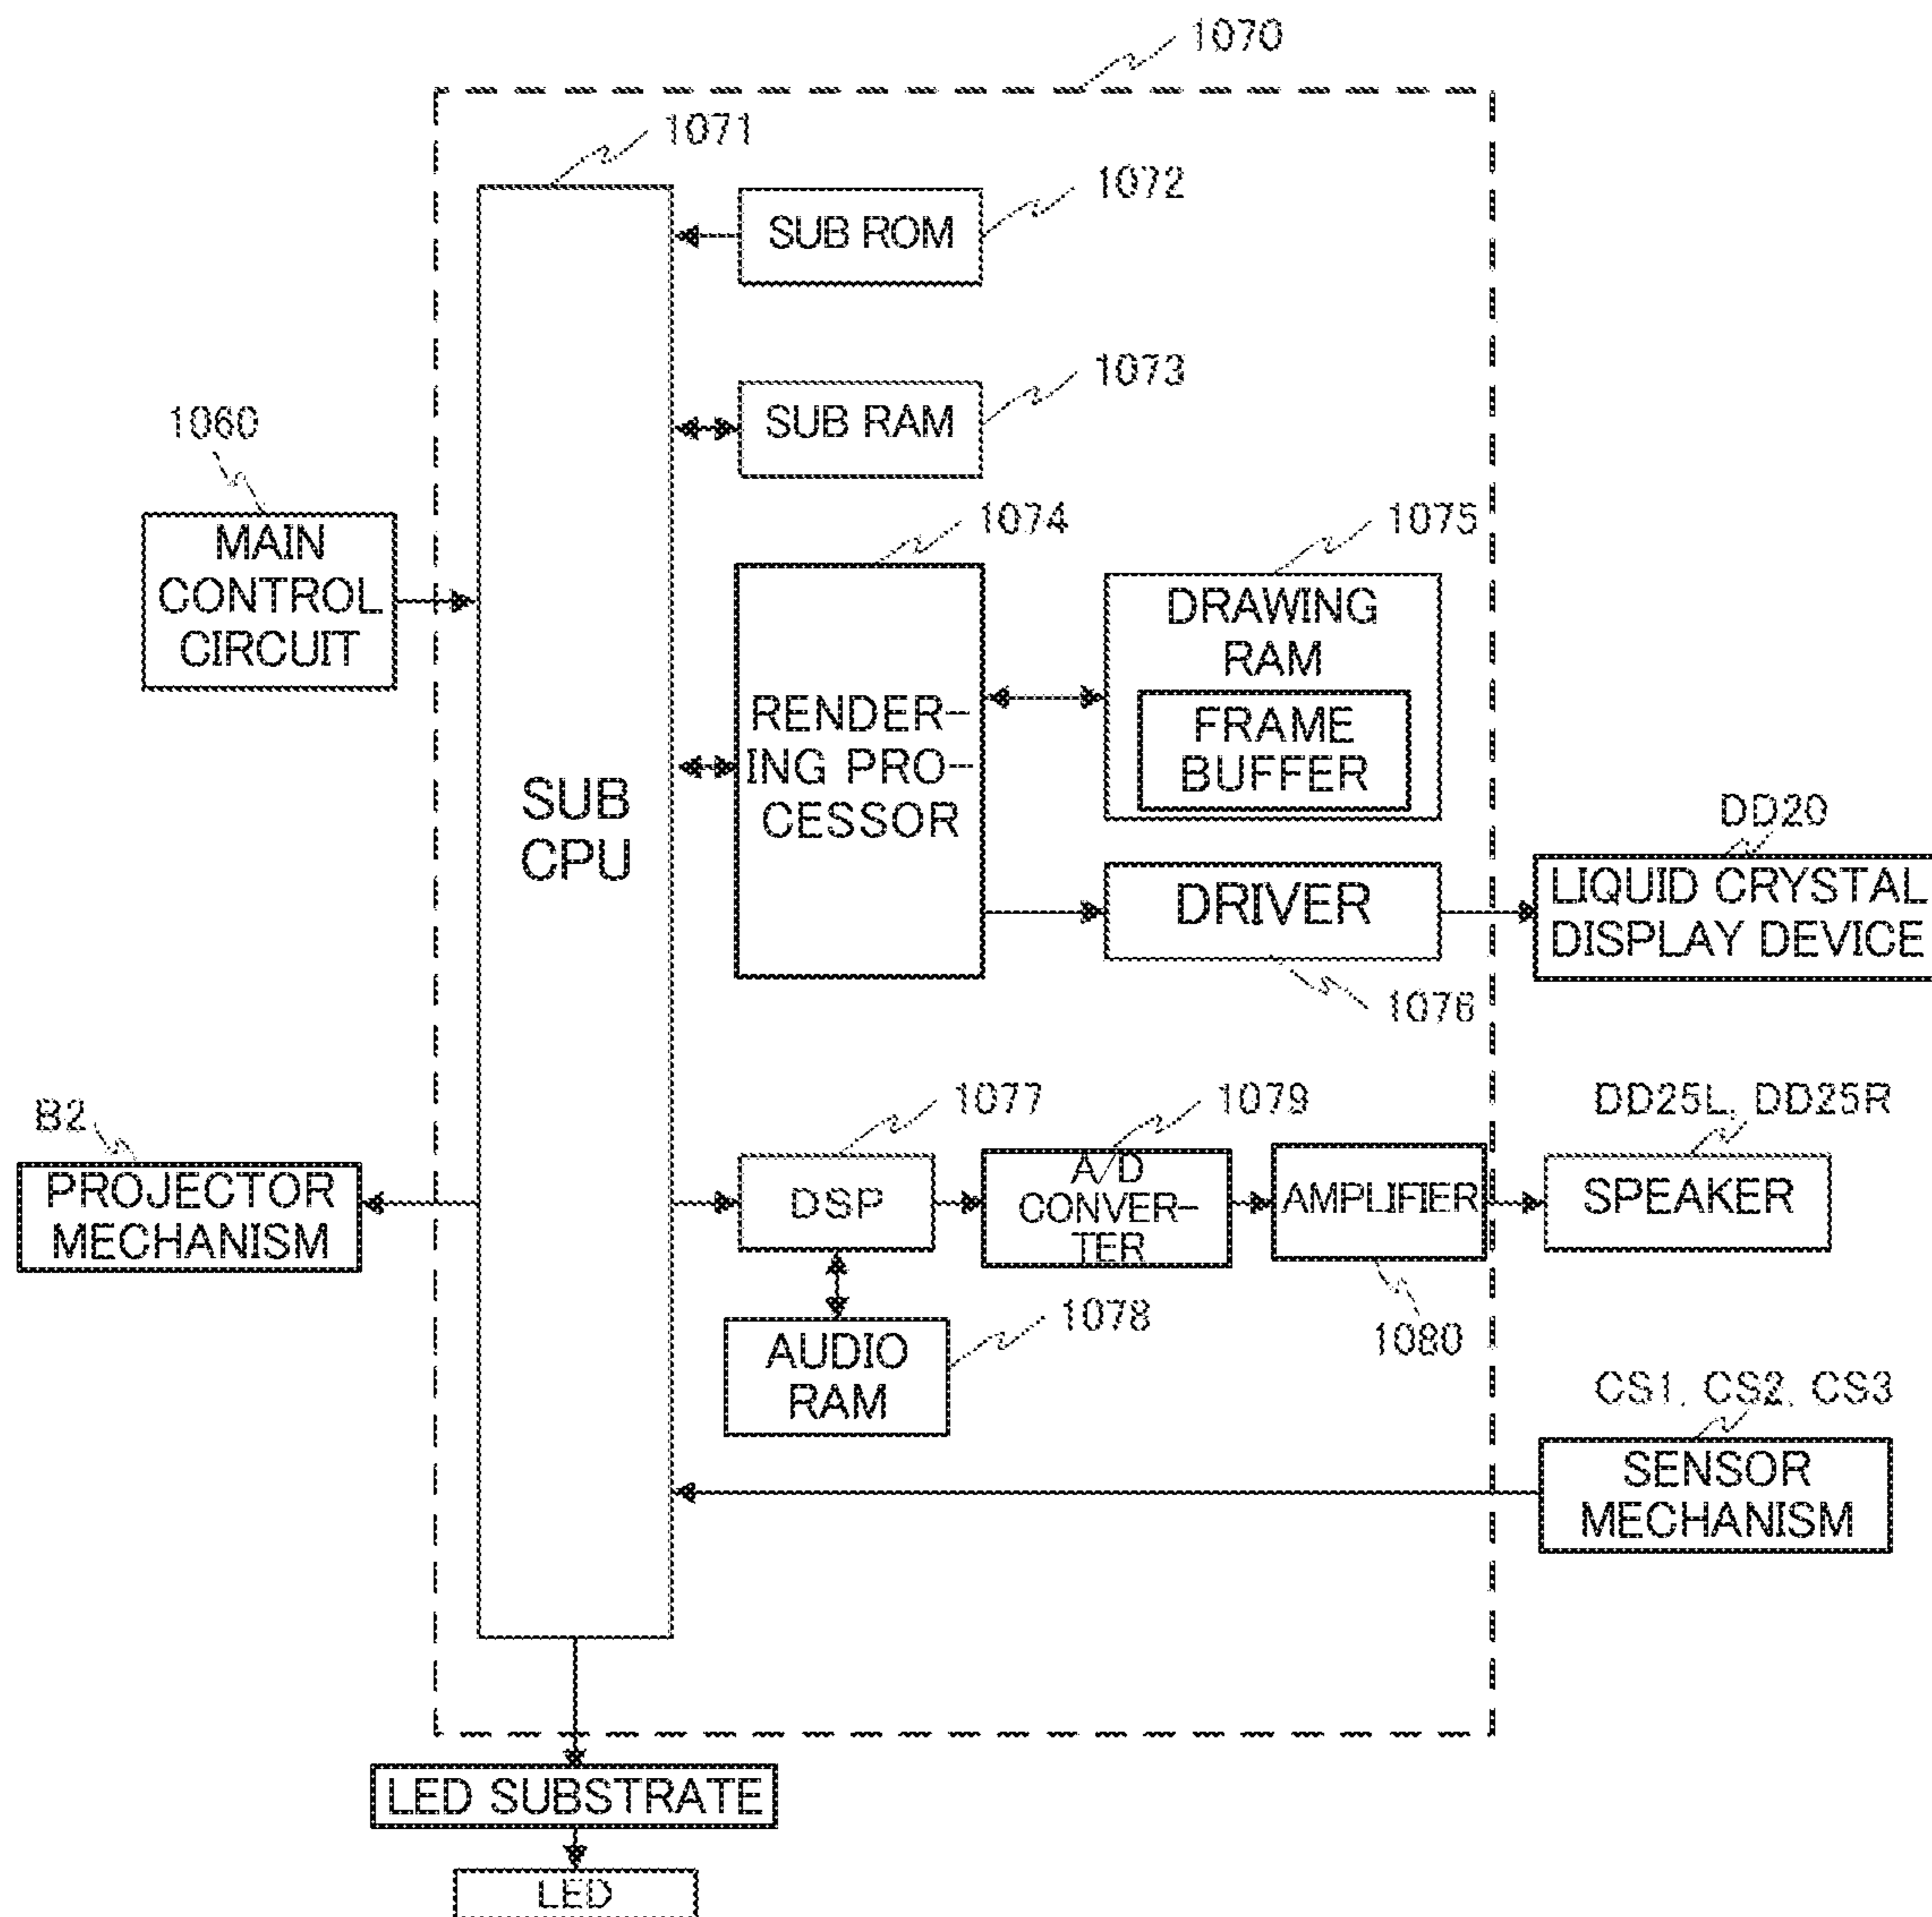 1070
1071
1072
SUB ROM
1073
SUB RAM
1060
MAIN
CONTROL
CIRCUIT
1074
1075
DRAWING
RAM
RENDER-
ING PRO-
CESSOR
FRAME
BUFFER
SUB
CPU
DD20
DRIVER
LIQUID CRYSTAL
DISPLAY DEVICE
1076
B2
1077
1079
DD25L, DD25R
PROJECTOR
MECHANISM
DSP
A/D
CONVER-
TER
AMPLIFIER
SPEAKER
1078
1080
AUDIO
RAM
CS1, CS2, CS3
SENSOR
MECHANISM
LED SUBSTRATE
LED